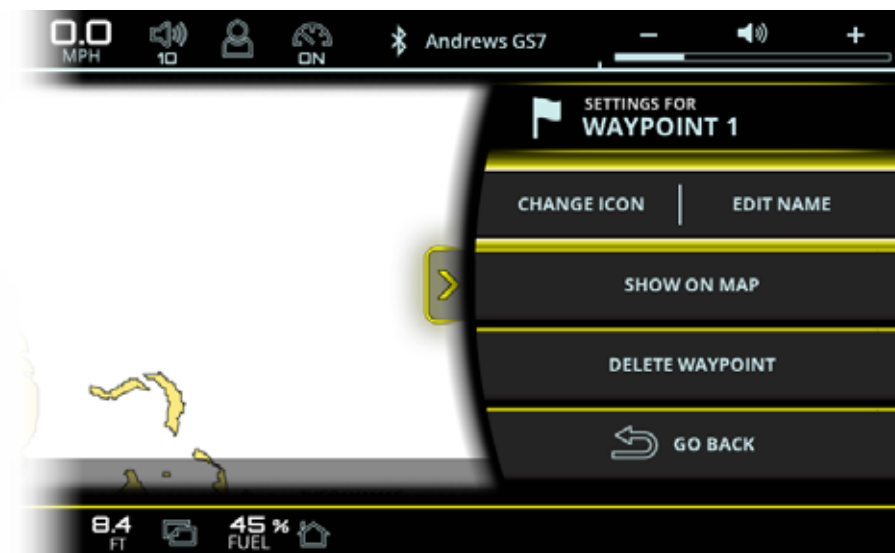 0.0
MPH
10
ON
Andrews GS7
SETTINGS FOR
WAYPOINT 1
CHANGE ICON
EDIT NAME
SHOW ON MAP
DELETE WAYPOINT
GO BACK
8.4
FT
45 %
FUEL